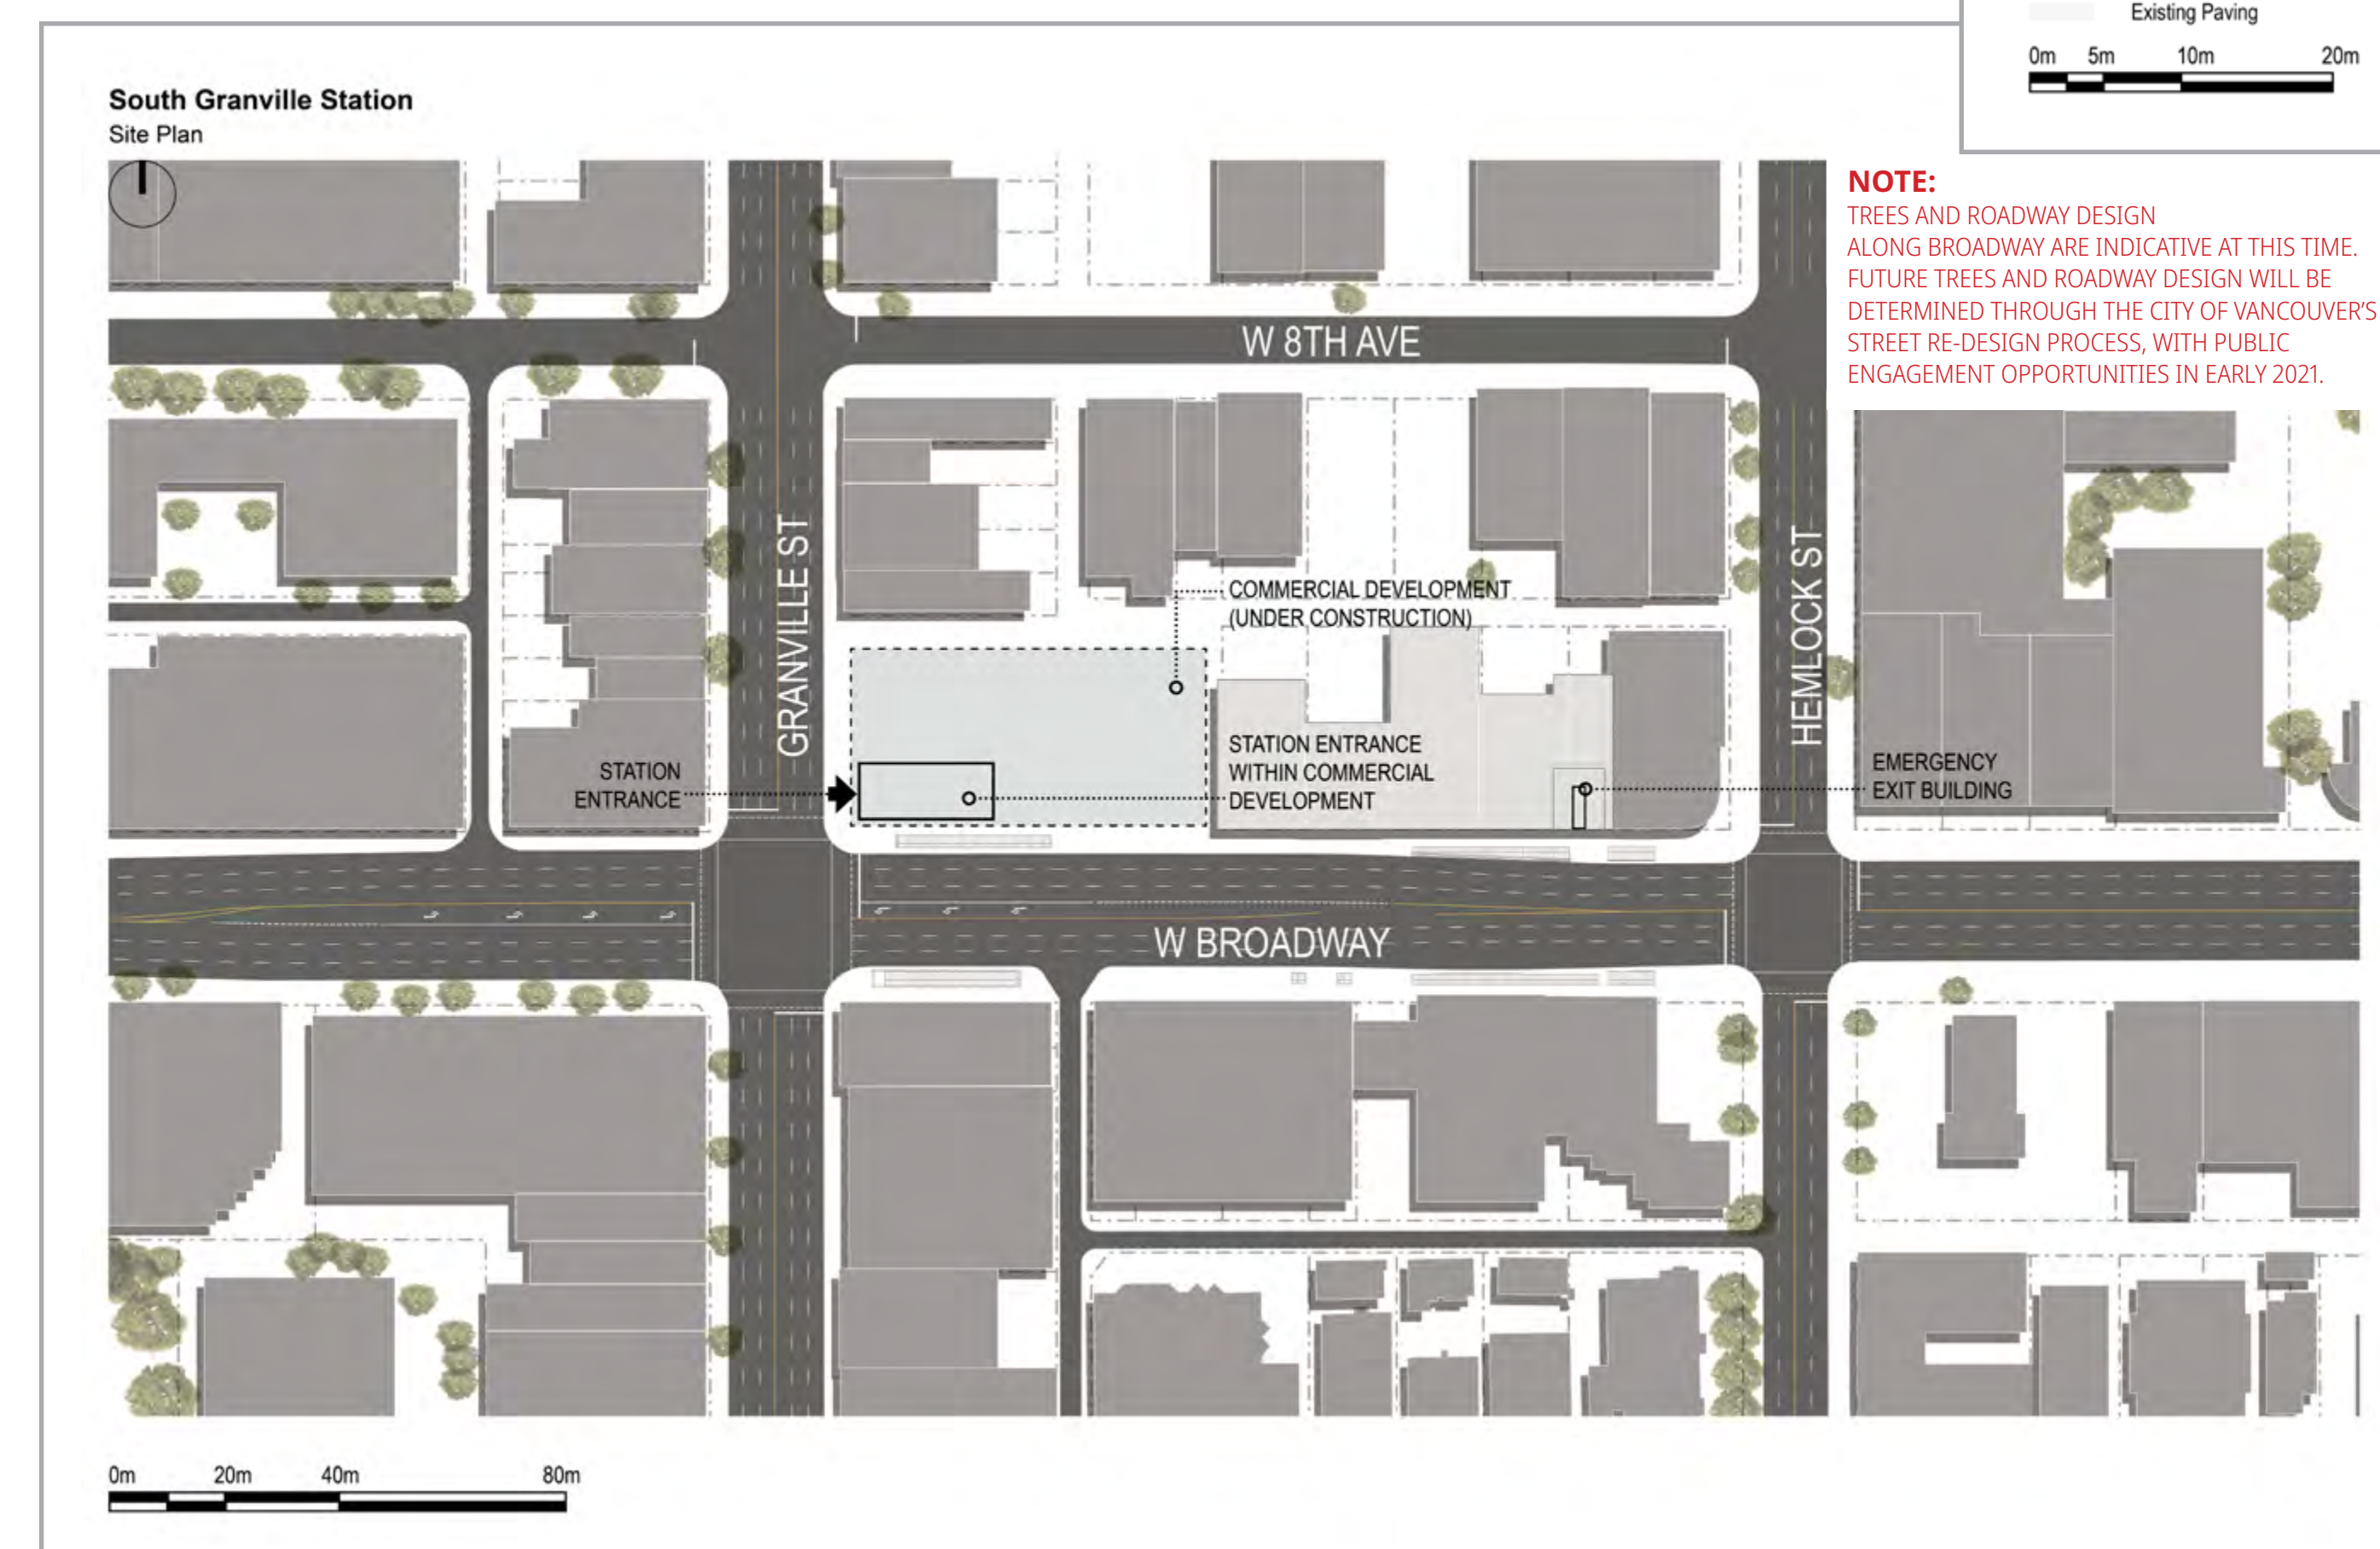 Existing Paving
0m 5m 10m 20m
South Granville Station
Site Plan
NOTE:
TREES AND ROADWAY DESIGN
ALONG BROADWAY ARE INDICATIVE AT THIS TIME.
FUTURE TREES AND ROADWAY DESIGN WILL BE
DETERMINED THROUGH THE CITY OF VANCOUVER’S
STREET RE-DESIGN PROCESS, WITH PUBLIC
ENGAGEMENT OPPORTUNITIES IN EARLY 2021.
W 8TH AVE
GRANVILLE ST
HEMLOCK ST
COMMERCIAL DEVELOPMENT
(UNDER CONSTRUCTION)
STATION
ENTRANCE
STATION ENTRANCE
WITHIN COMMERCIAL
DEVELOPMENT
EMERGENCY
EXIT BUILDING
W BROADWAY
0m 20m 40m 80m